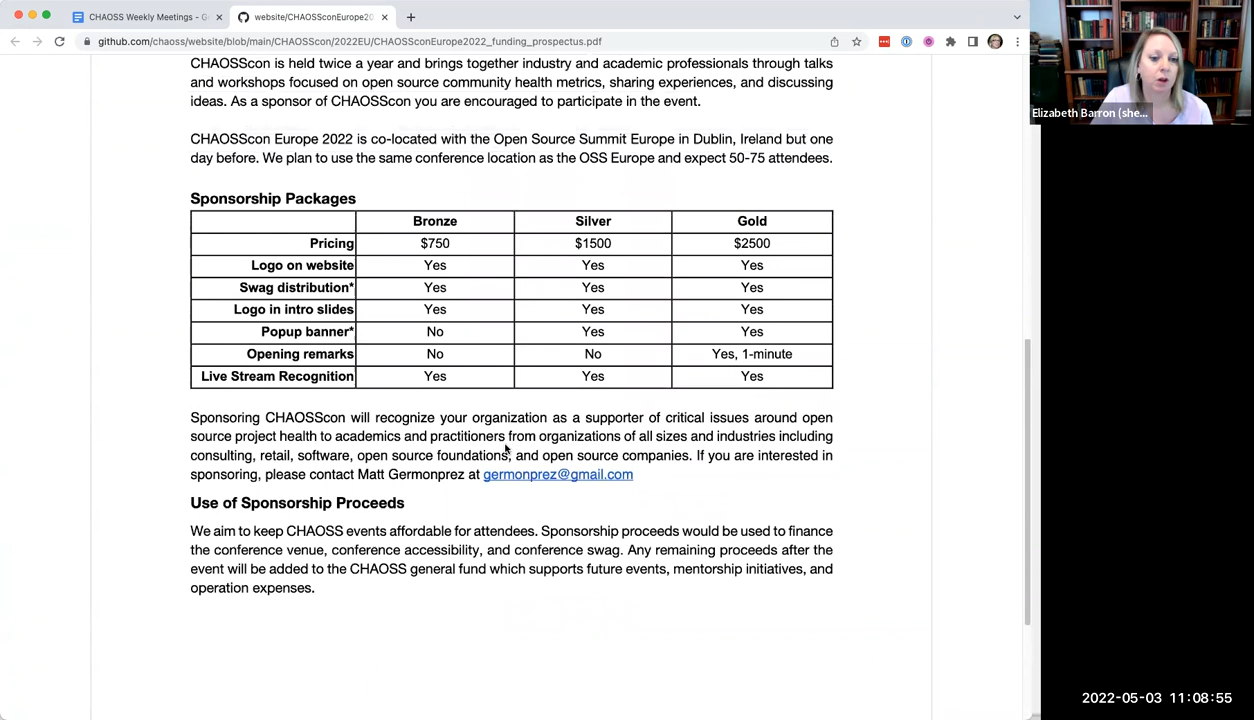 CHAOSS Weekly Meetings - G
website/CHAOSSconEurope20
github.com/chaoss/website/blob/main/CHAOSScon/2022EU/CHAOSSconEurope2022_funding_prospectus.pdf
CHAOSScon is held twice a year and brings together industry and academic professionals through talks
and workshops focused on open source community health metrics, sharing experiences, and discussing
ideas. As a sponsor of CHAOSScon you are encouraged to participate in the event.
CHAOSScon Europe 2022 is co-located with the Open Source Summit Europe in Dublin, Ireland but one
day before. We plan to use the same conference location as the OSS Europe and expect 50-75 attendees.
Sponsorship Packages
Bronze Silver Gold
Pricing $750 $1500 $2500
Logo on website Yes Yes Yes
Swag distribution* Yes Yes Yes
Logo in intro slides Yes Yes Yes
Popup banner* No Yes Yes
Opening remarks No No Yes, 1-minute
Live Stream Recognition Yes Yes Yes
Sponsoring CHAOSScon will recognize your organization as a supporter of critical issues around open
source project health to academics and practitioners from organizations of all sizes and industries including
consulting, retail, software, open source foundations, and open source companies. If you are interested in
sponsoring, please contact Matt Germonprez at germonprez@gmail.com
Use of Sponsorship Proceeds
We aim to keep CHAOSS events affordable for attendees. Sponsorship proceeds would be used to finance
the conference venue, conference accessibility, and conference swag. Any remaining proceeds after the
event will be added to the CHAOSS general fund which supports future events, mentorship initiatives, and
operation expenses.
Elizabeth Barron (she...
2022-05-03 11:08:55